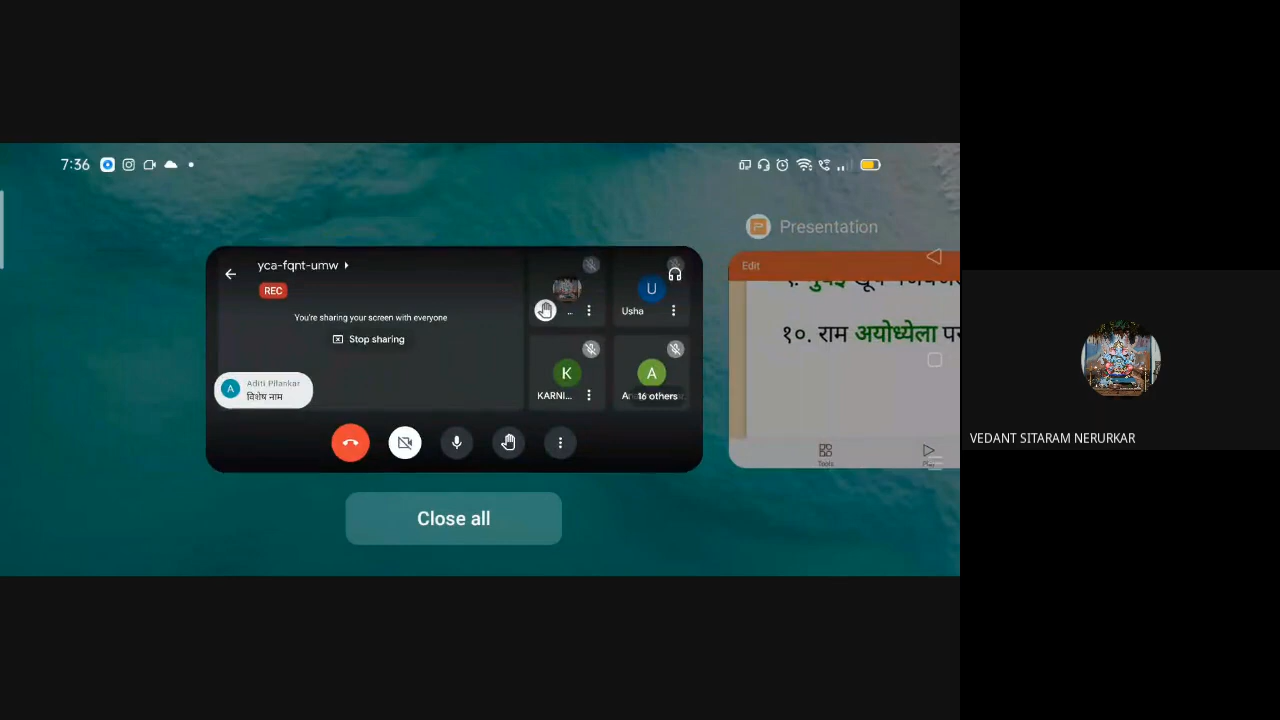 7:36
Presentation
yca-fqnt-umw
REC
You're sharing your screen with everyone
Stop sharing
..
U
Usha
Aditi Pilankar
A
विशेष नाम
K
KARNI...
A
16 others
Edit
१०. राम अयोध्येला
Tools
Close all
VEDANT SITARAM NERURKAR